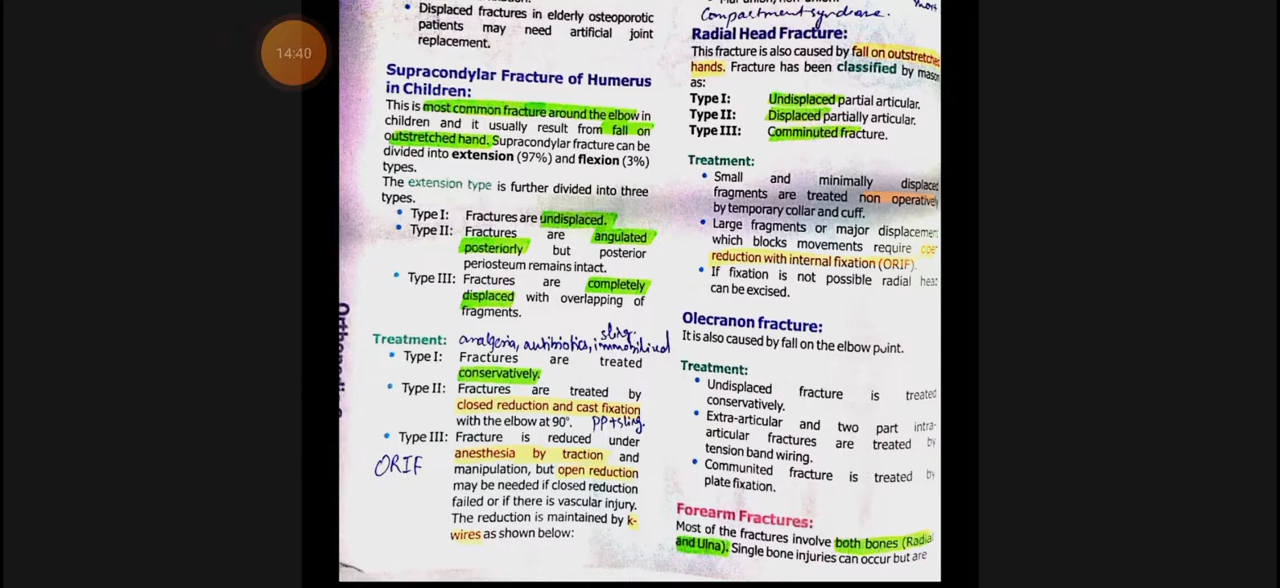 14:40
• Displaced fractures in elderly osteoporotic
patients may need artificial joint
replacement.
Supracondylar Fracture of Humerus
in Children:
This is most common fracture around the elbow in
children and it usually result from fall on
outstretched hand. Supracondylar fracture can be
divided into extension (97%) and flexion (3%)
types.
The extension type is further divided into three
types.
• Type I: Fractures are undisplaced.
• Type II: Fractures are angulated
posteriorly but posterior
periosteum remains intact.
• Type III: Fractures are completely
displaced with overlapping of
fragments.
sling.
Treatment: analgesia, antibiotics, immobilized
• Type I: Fractures are treated
conservatively.
• Type II: Fractures are treated by
closed reduction and cast fixation
with the elbow at 90°. PP+sling.
• Type III: Fracture is reduced under
anesthesia by traction and
ORIF manipulation, but open reduction
may be needed if closed reduction
failed or if there is vascular injury.
The reduction is maintained by k-
wires as shown below:
Compartment syndrome.
Radial Head Fracture:
This fracture is also caused by fall on outstretche
hands. Fracture has been classified by mason
as:
Type I: Undisplaced partial articular.
Type II: Displaced partially articular.
Type III: Comminuted fracture.
Treatment:
• Small and minimally displaced
fragments are treated non operatively
by temporary collar and cuff.
• Large fragments or major displacemen
which blocks movements require ope
reduction with internal fixation (ORIF).
• If fixation is not possible radial hea
can be excised.
Olecranon fracture:
It is also caused by fall on the elbow point.
Treatment:
• Undisplaced fracture is treated
conservatively.
• Extra-articular and two part intra-
articular fractures are treated by
tension band wiring.
• Communited fracture is treated by
plate fixation.
Forearm Fractures:
Most of the fractures involve both bones (Radia
and Ulna). Single bone injuries can occur but are